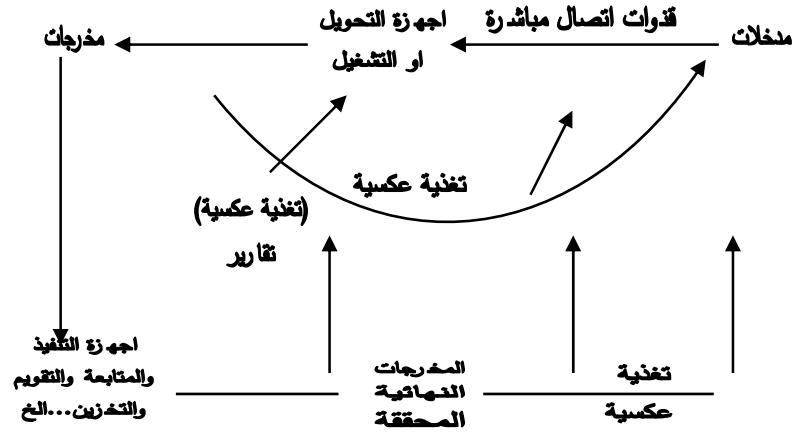 مدخلات
قنوات اتصال مباشرة
اجهزة التحويل
او التشغيل
مخرجات
تغذية عكسية
(تغذية عكسية)
تقارير
اجهزة التنفيذ
والمتابعة والتقويم
والتخزين...الخ
المخرجات
النهائية
المحققة
تغذية
عكسية